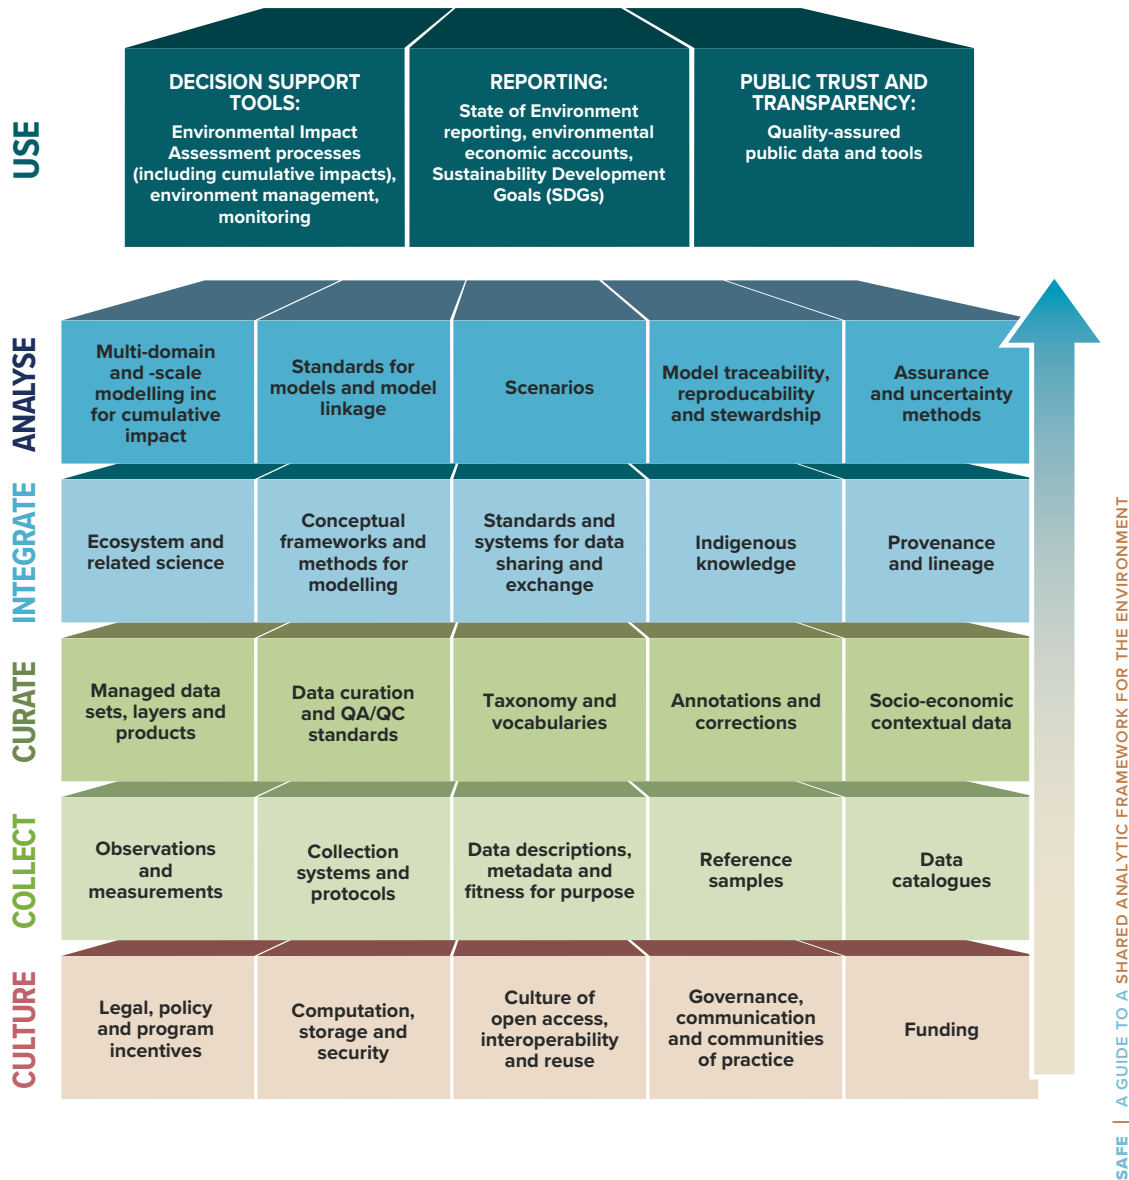 USE
DECISION SUPPORT
TOOLS:
Environmental Impact
Assessment processes
(including cumulative impacts),
environment management,
monitoring
REPORTING:
State of Environment
reporting, environmental
economic accounts,
Sustainability Development
Goals (SDGs)
PUBLIC TRUST AND
TRANSPARENCY:
Quality-assured
public data and tools
ANALYSE
Multi-domain
and -scale
modelling inc
for cumulative
impact
Standards for
models and model
linkage
Scenarios
Model traceability,
reproducability
and stewardship
Assurance
and uncertainty
methods
INTEGRATE
Ecosystem and
related science
Conceptual
frameworks and
methods for
modelling
Standards and
systems for data
sharing and
exchange
Indigenous
knowledge
Provenance
and lineage
CURATE
Managed data
sets, layers and
products
Data curation
and QA/QC
standards
Taxonomy and
vocabularies
Annotations and
corrections
Socio-economic
contextual data
COLLECT
Observations
and
measurements
Collection
systems and
protocols
Data descriptions,
metadata and
fitness for purpose
Reference
samples
Data
catalogues
CULTURE
Legal, policy
and program
incentives
Computation,
storage and
security
Culture of
open access,
interoperability
and reuse
Governance,
communication
and communities
of practice
Funding
SAFE | A GUIDE TO A SHARED ANALYTIC FRAMEWORK FOR THE ENVIRONMENT